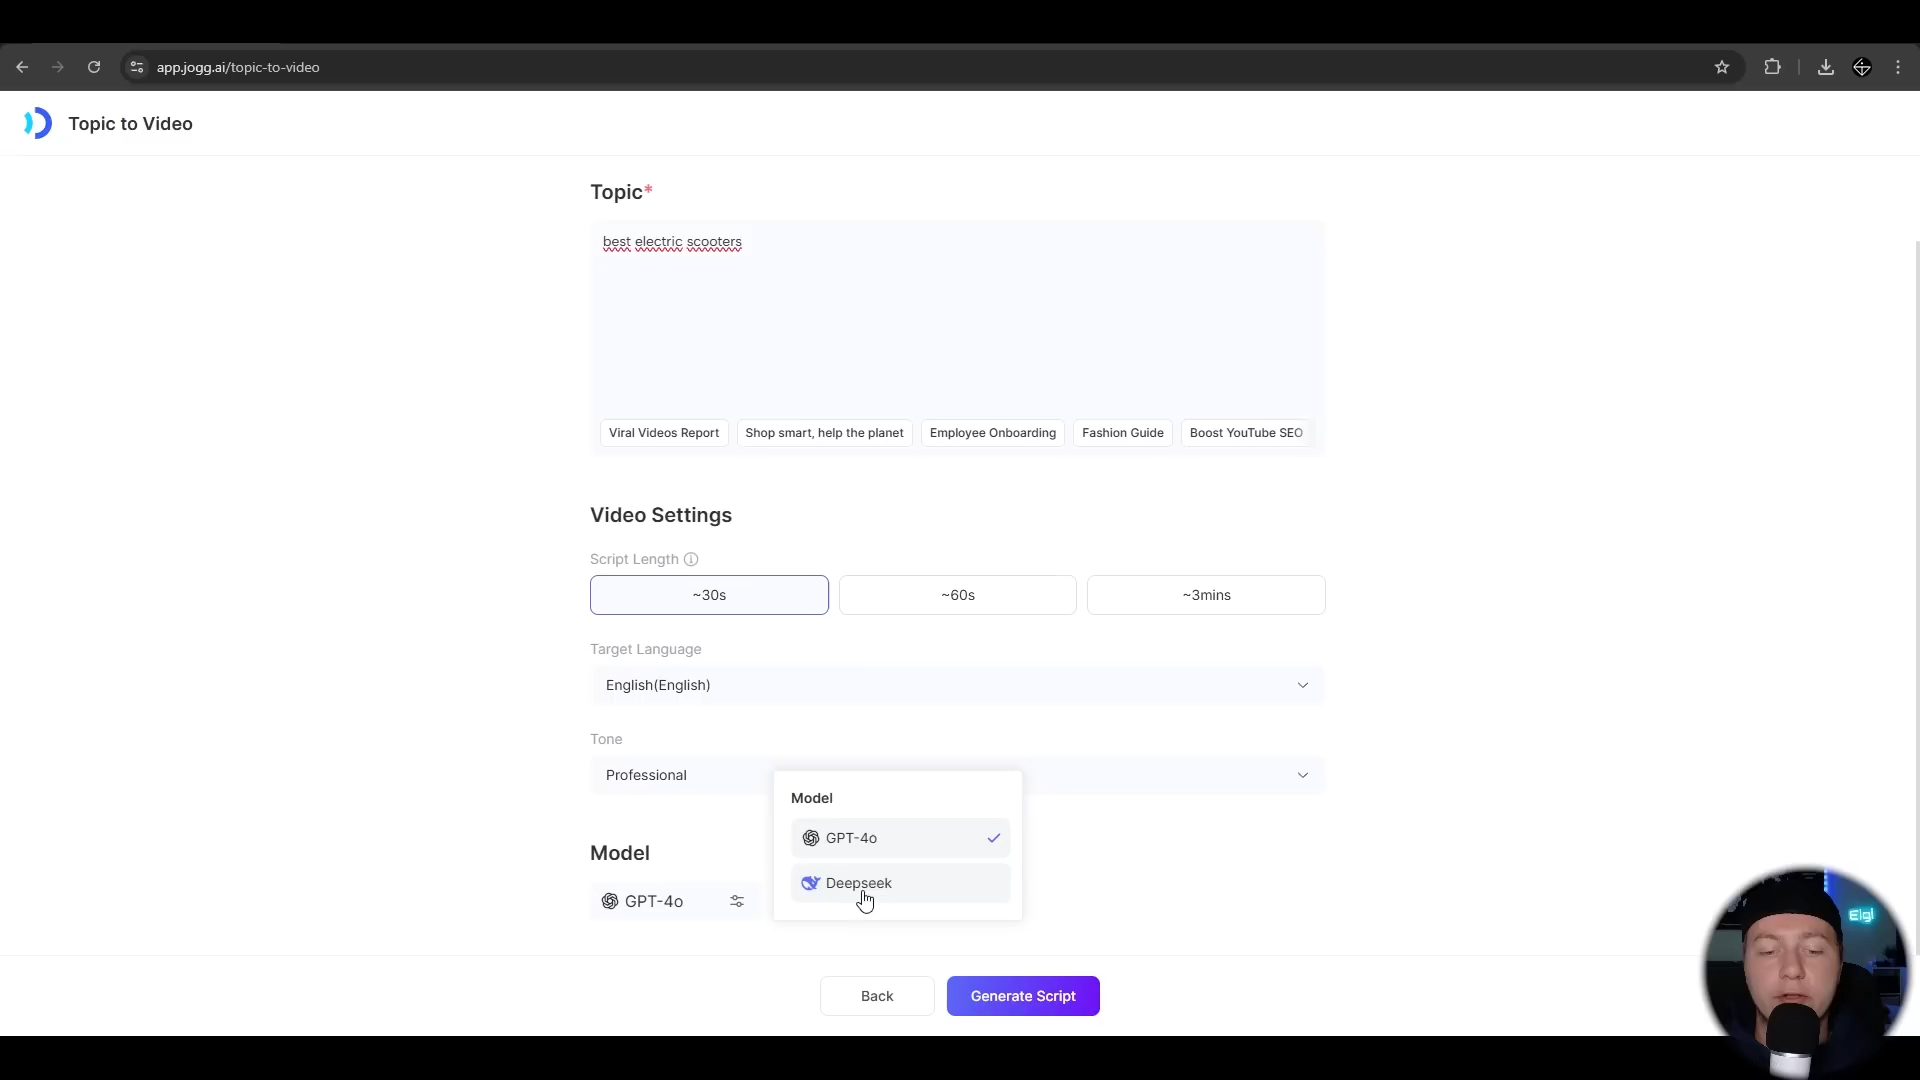 app.jogg.ai/topic-to-video
Topic to Video
Topic*
best electric scooters
Viral Videos Report
Shop smart, help the planet
Employee Onboarding
Fashion Guide
Boost YouTube SEO
Video Settings
Script Length
~30s
~60s
~3mins
Target Language
English(English)
Tone
Professional
Model
GPT-4o
Deepseek
Model
GPT-4o
Back
Generate Script